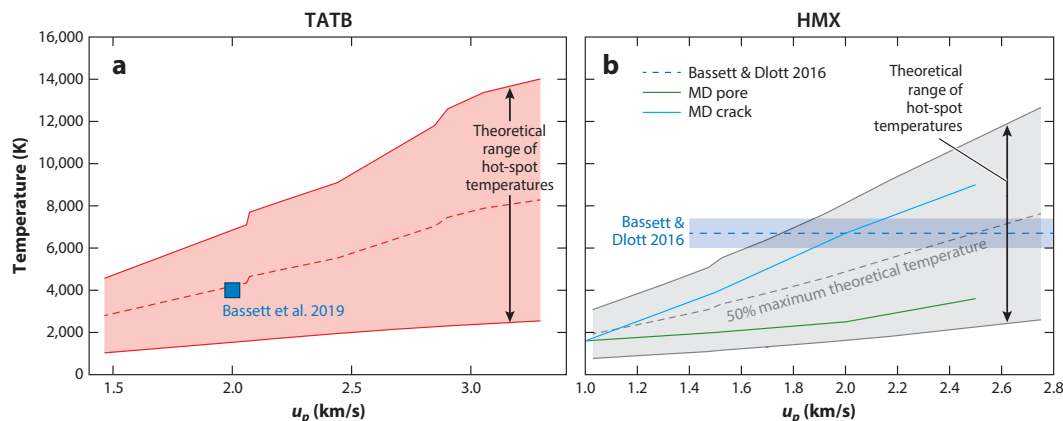 TATB
HMX
Temperature (K)
16,000
14,000
12,000
10,000
8,000
6,000
4,000
2,000
0
a
Theoretical
range of
hot-spot
temperatures
Bassett et al. 2019
1.5
2.0
2.5
3.0
u_p (km/s)
b
Bassett & Dlott 2016
MD pore
MD crack
Theoretical
range of
hot-spot
temperatures
Bassett &
Dlott 2016
50% maximum theoretical temperature
1.0
1.2
1.4
1.6
1.8
2.0
2.2
2.4
2.6
2.8
u_p (km/s)